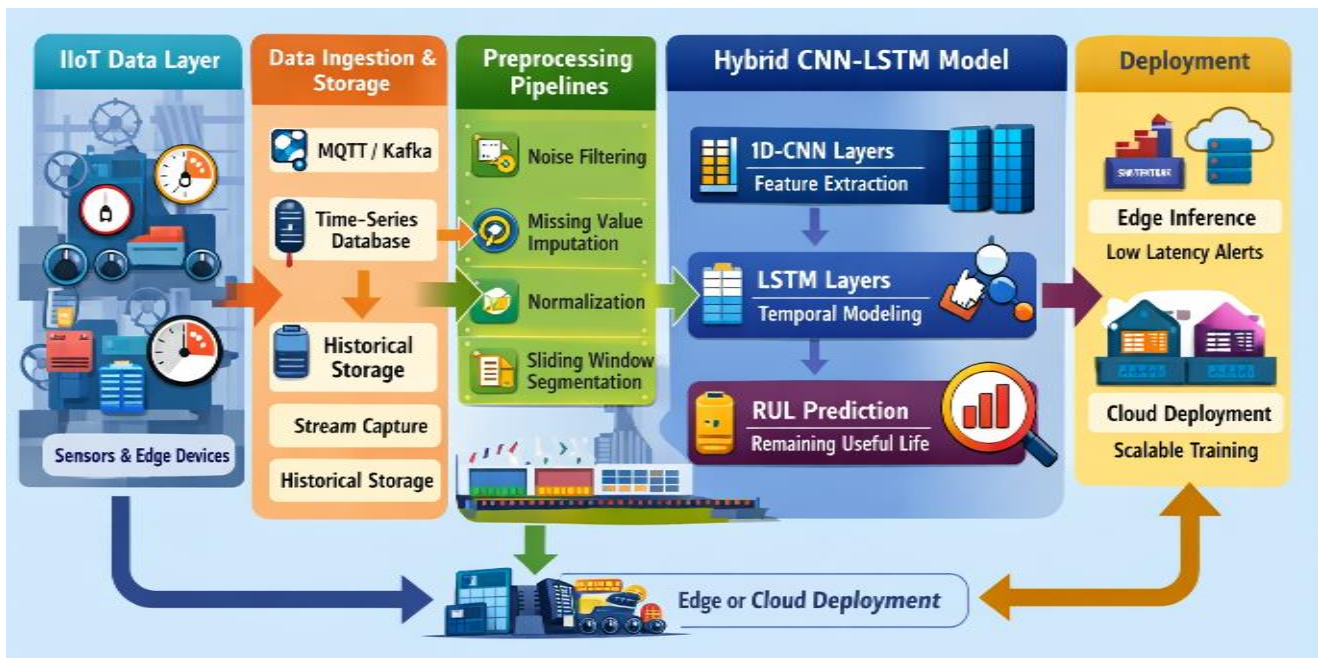 IIoT Data Layer
Sensors & Edge Devices
Data Ingestion &
Storage
MQTT / Kafka
Time-Series
Database
Historical
Storage
Stream Capture
Historical Storage
Preprocessing
Pipelines
Noise Filtering
Missing Value
Imputation
Normalization
Sliding Window
Segmentation
Hybrid CNN-LSTM Model
1D-CNN Layers
Feature Extraction
LSTM Layers
Temporal Modeling
RUL Prediction
Remaining Useful Life
Deployment
Edge Inference
Low Latency Alerts
Cloud Deployment
Scalable Training
Edge or Cloud Deployment